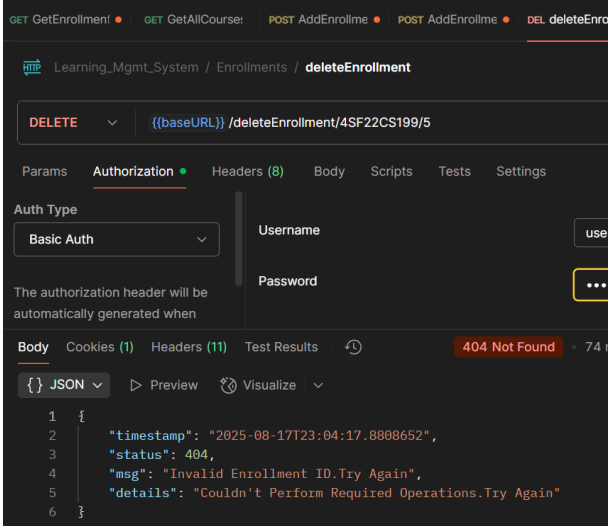 GET GetEnrollment GET GetAllCourses POST AddEnrollme POST AddEnrollme DEL deleteEnro
HTTP Learning_Mgmt_System / Enrollments / deleteEnrollment
DELETE {{baseURL}} /deleteEnrollment/4SF22CS199/5
Params Authorization Headers (8) Body Scripts Tests Settings
Auth Type
Basic Auth
Username use
Password
The authorization header will be
automatically generated when
Body Cookies (1) Headers (11) Test Results 404 Not Found 74
{} JSON Preview Visualize
1 {
2 "timestamp": "2025-08-17T23:04:17.8808652",
3 "status": 404,
4 "msg": "Invalid Enrollment ID.Try Again",
5 "details": "Couldn't Perform Required Operations.Try Again"
6 }